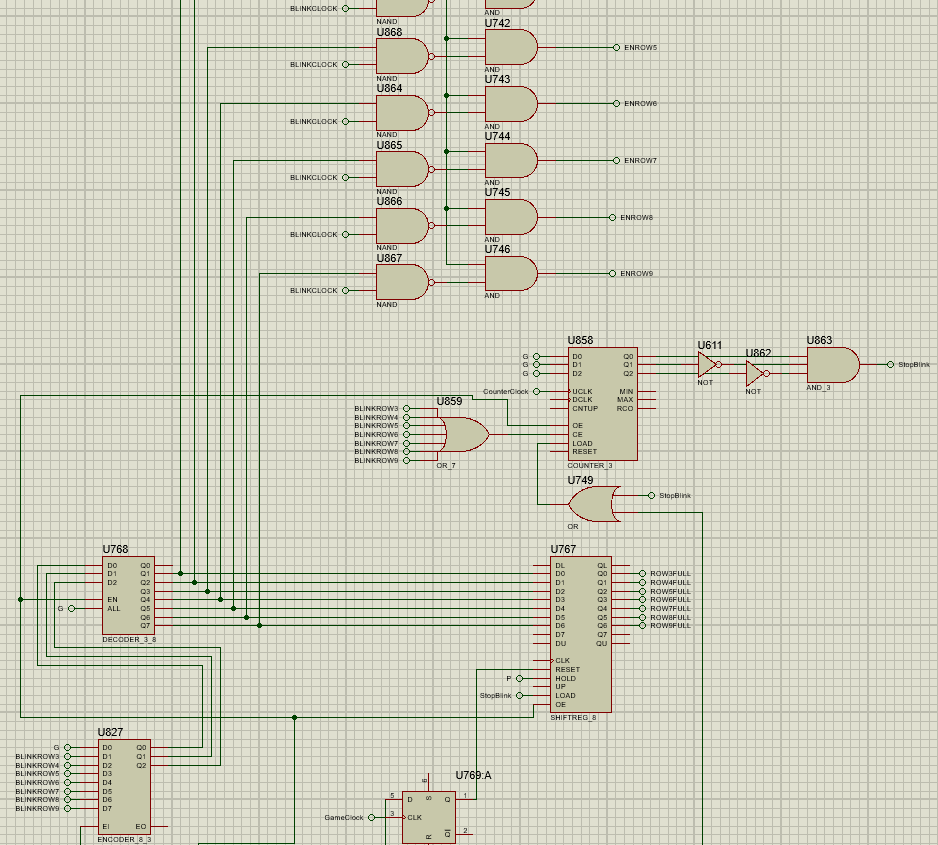 BLINKCLOCK
NAND
AND
U868
U742
BLINKCLOCK
ENROW5
NAND
AND
U864
U743
BLINKCLOCK
ENROW6
NAND
AND
U865
U744
BLINKCLOCK
ENROW7
NAND
AND
U866
U745
BLINKCLOCK
ENROW8
NAND
AND
U867
U746
BLINKCLOCK
ENROW9
NAND
AND
U858
G D0 Q0
G D1 Q1
G D2 Q2
CounterClock UCLK MIN
DCLK MAX
CNTUP RCO
OE
CE
LOAD
RESET
COUNTER_3
U611
NOT
U862
NOT
U863
AND_3
StopBlink
U859
BLINKROW3
BLINKROW4
BLINKROW5
BLINKROW6
BLINKROW7
BLINKROW8
BLINKROW9
OR_7
U749
StopBlink
OR
U768
D0 Q0
D1 Q1
D2 Q2
Q3
EN Q4
G ALL Q5
Q6
Q7
DECODER_3_8
U767
DL QL
D0 Q0 ROW3FULL
D1 Q1 ROW4FULL
D2 Q2 ROW5FULL
D3 Q3 ROW6FULL
D4 Q4 ROW7FULL
D5 Q5 ROW8FULL
D6 Q6 ROW9FULL
D7 Q7
DU QU
CLK
RESET
P HOLD
UP
StopBlink LOAD
OE
SHIFTREG_8
U827
G D0 Q0
BLINKROW3 D1 Q1
BLINKROW4 D2 Q2
BLINKROW5 D3
BLINKROW6 D4
BLINKROW7 D5
BLINKROW8 D6
BLINKROW9 D7
EI EO
ENCODER_8_3
U769:A
5 D S Q 1
GameClock 3 CLK
R Q 2